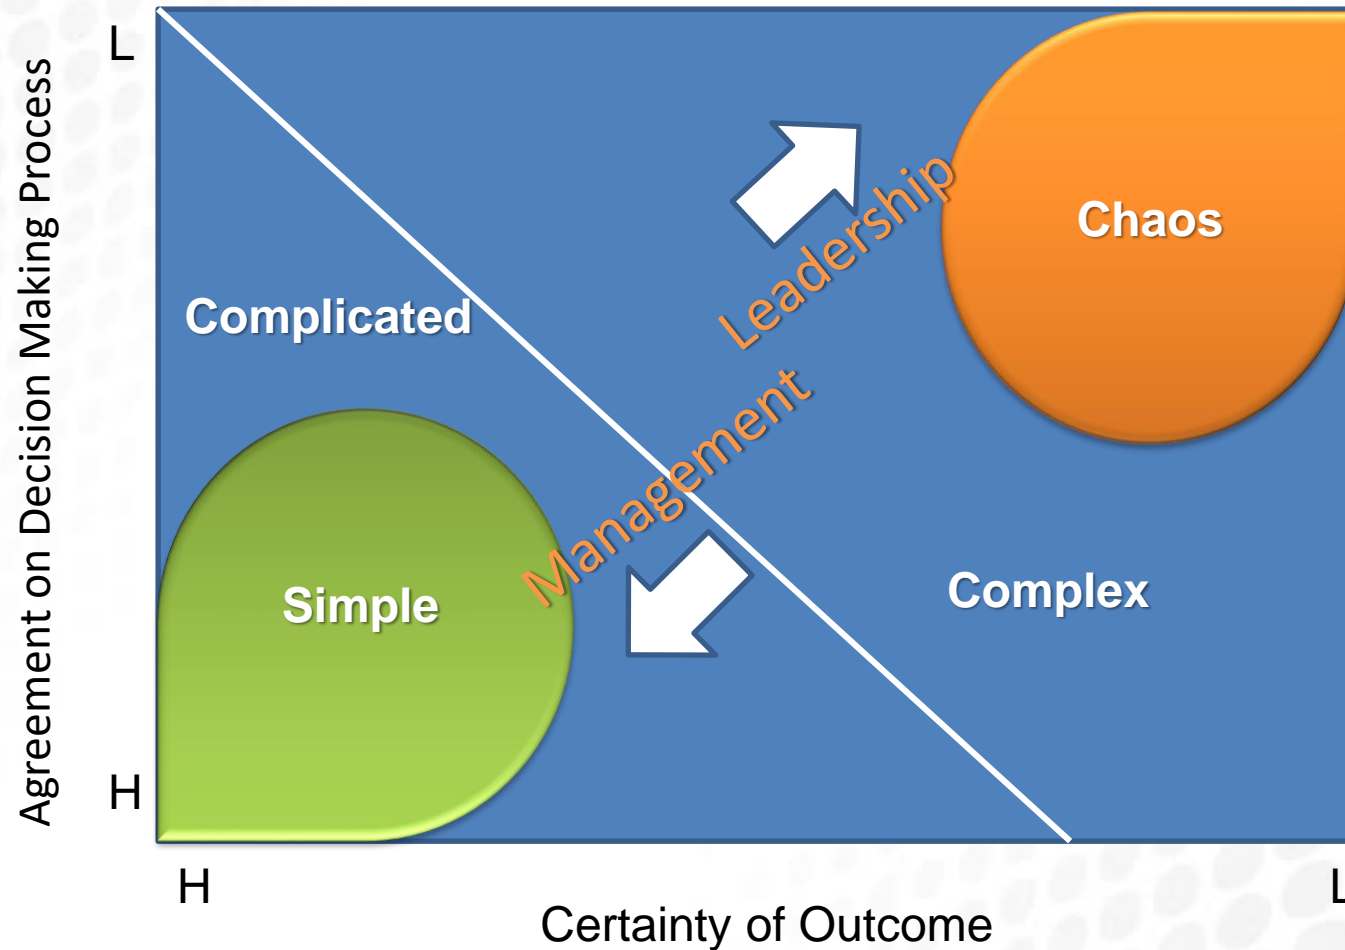 L
Agreement on Decision Making Process
Chaos
Leadership
Complicated
Management
Simple
Complex
H
H
L
Certainty of Outcome